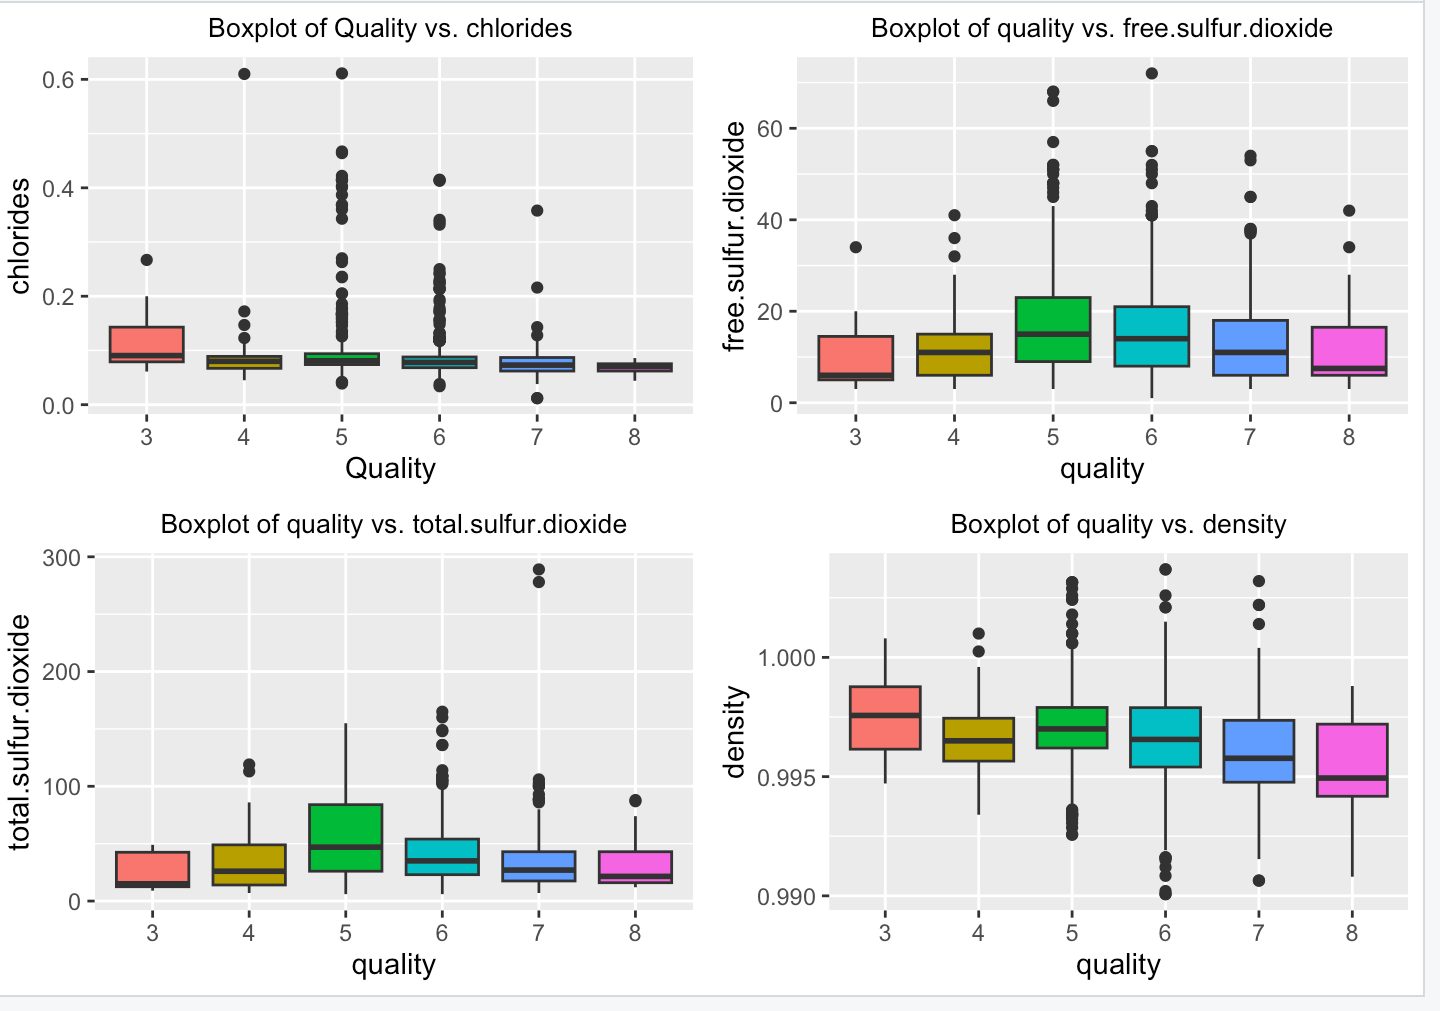 Boxplot of Quality vs. chlorides
chlorides
0.6
0.4
0.2
0.0
3 4 5 6 7 8
Quality
Boxplot of quality vs. free.sulfur.dioxide
free.sulfur.dioxide
60
40
20
0
3 4 5 6 7 8
quality
Boxplot of quality vs. total.sulfur.dioxide
total.sulfur.dioxide
300
200
100
0
3 4 5 6 7 8
quality
Boxplot of quality vs. density
density
1.000
0.995
0.990
3 4 5 6 7 8
quality